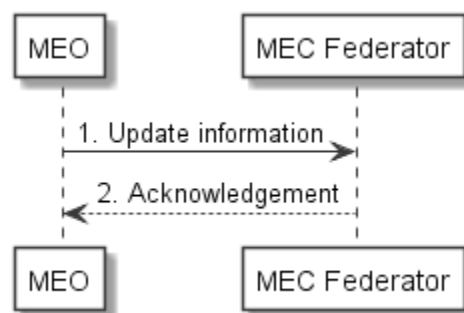 MEO
MEC Federator
1. Update information
2. Acknowledgement
MEO
MEC Federator